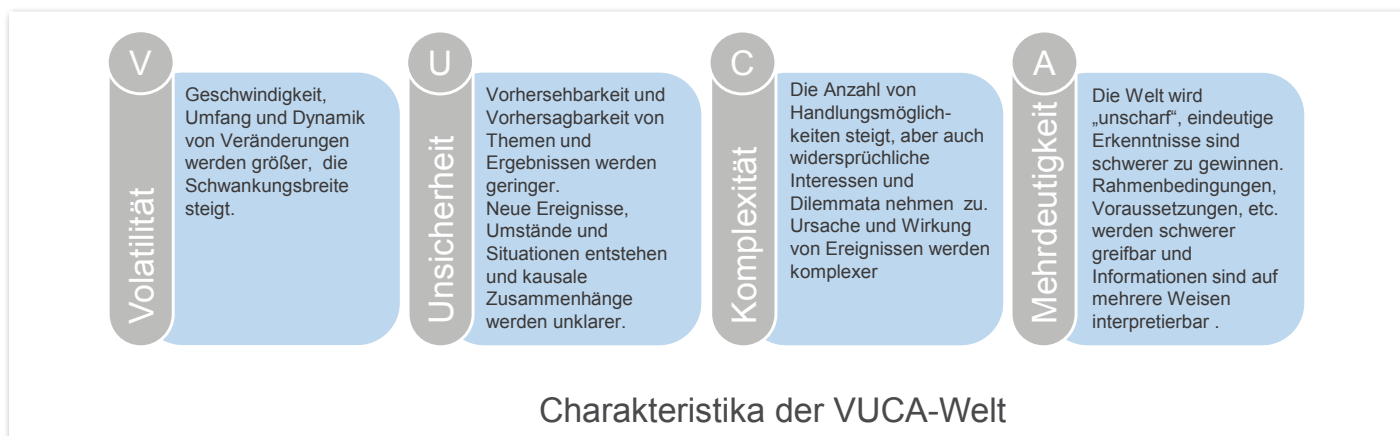 V
Volatilität
Geschwindigkeit,
Umfang und Dynamik
von Veränderungen
werden größer, die
Schwankungsbreite
steigt.
U
Unsicherheit
Vorhersehbarkeit und
Vorhersagbarkeit von
Themen und
Ergebnissen werden
geringer.
Neue Ereignisse,
Umstände und
Situationen entstehen
und kausale
Zusammenhänge
werden unklarer.
C
Komplexität
Die Anzahl von
Handlungsmöglich-
keiten steigt, aber auch
widersprüchliche
Interessen und
Dilemmata nehmen zu.
Ursache und Wirkung
von Ereignissen werden
komplexer
A
Mehrdeutigkeit
Die Welt wird
„unscharf“, eindeutige
Erkenntnisse sind
schwerer zu gewinnen.
Rahmenbedingungen,
Voraussetzungen, etc.
werden schwerer
greifbar und
Informationen sind auf
mehrere Weisen
interpretierbar .
Charakteristika der VUCA-Welt